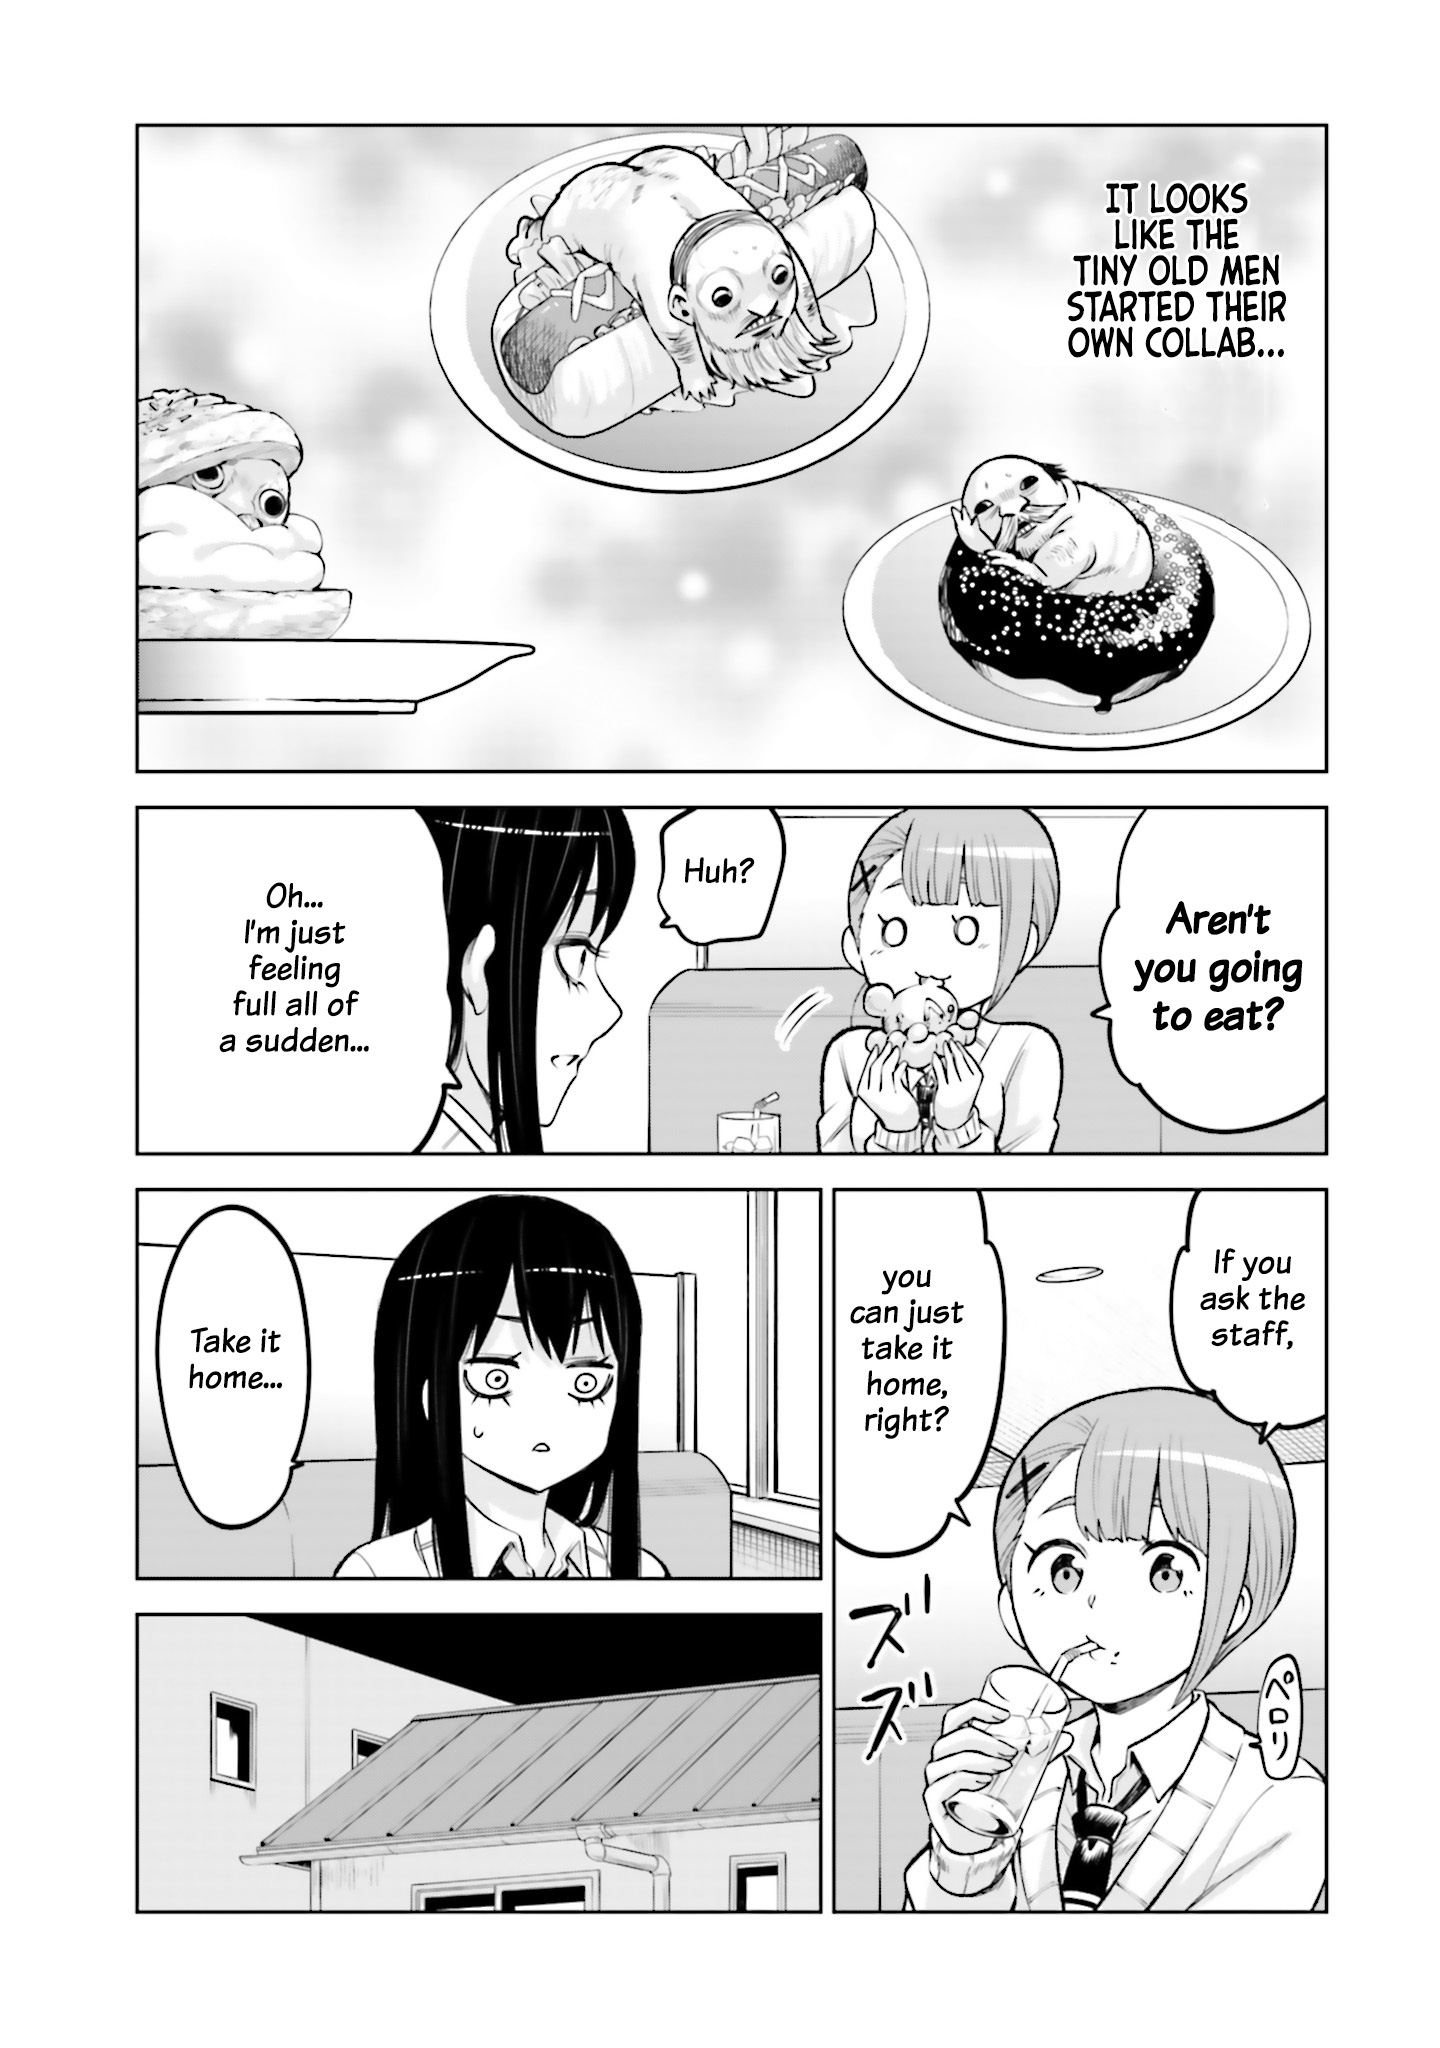 IT LOOKS
LIKE THE
TINY OLD MEN
STARTED THEIR
OWN COLLAB...
Aren't
you going
to eat?
Huh?
Oh...
I'm just
feeling
full all of
a sudden...
If you
ask the
staff,
you
can just
take it
home,
right?
ズズ
ペロリ
Take it
home...